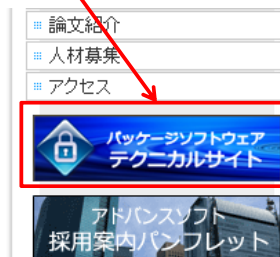 論文紹介
人材募集
アクセス
パッケージソフトウェア
テクニカルサイト
アドバンスソフト
採用案内パンフレット